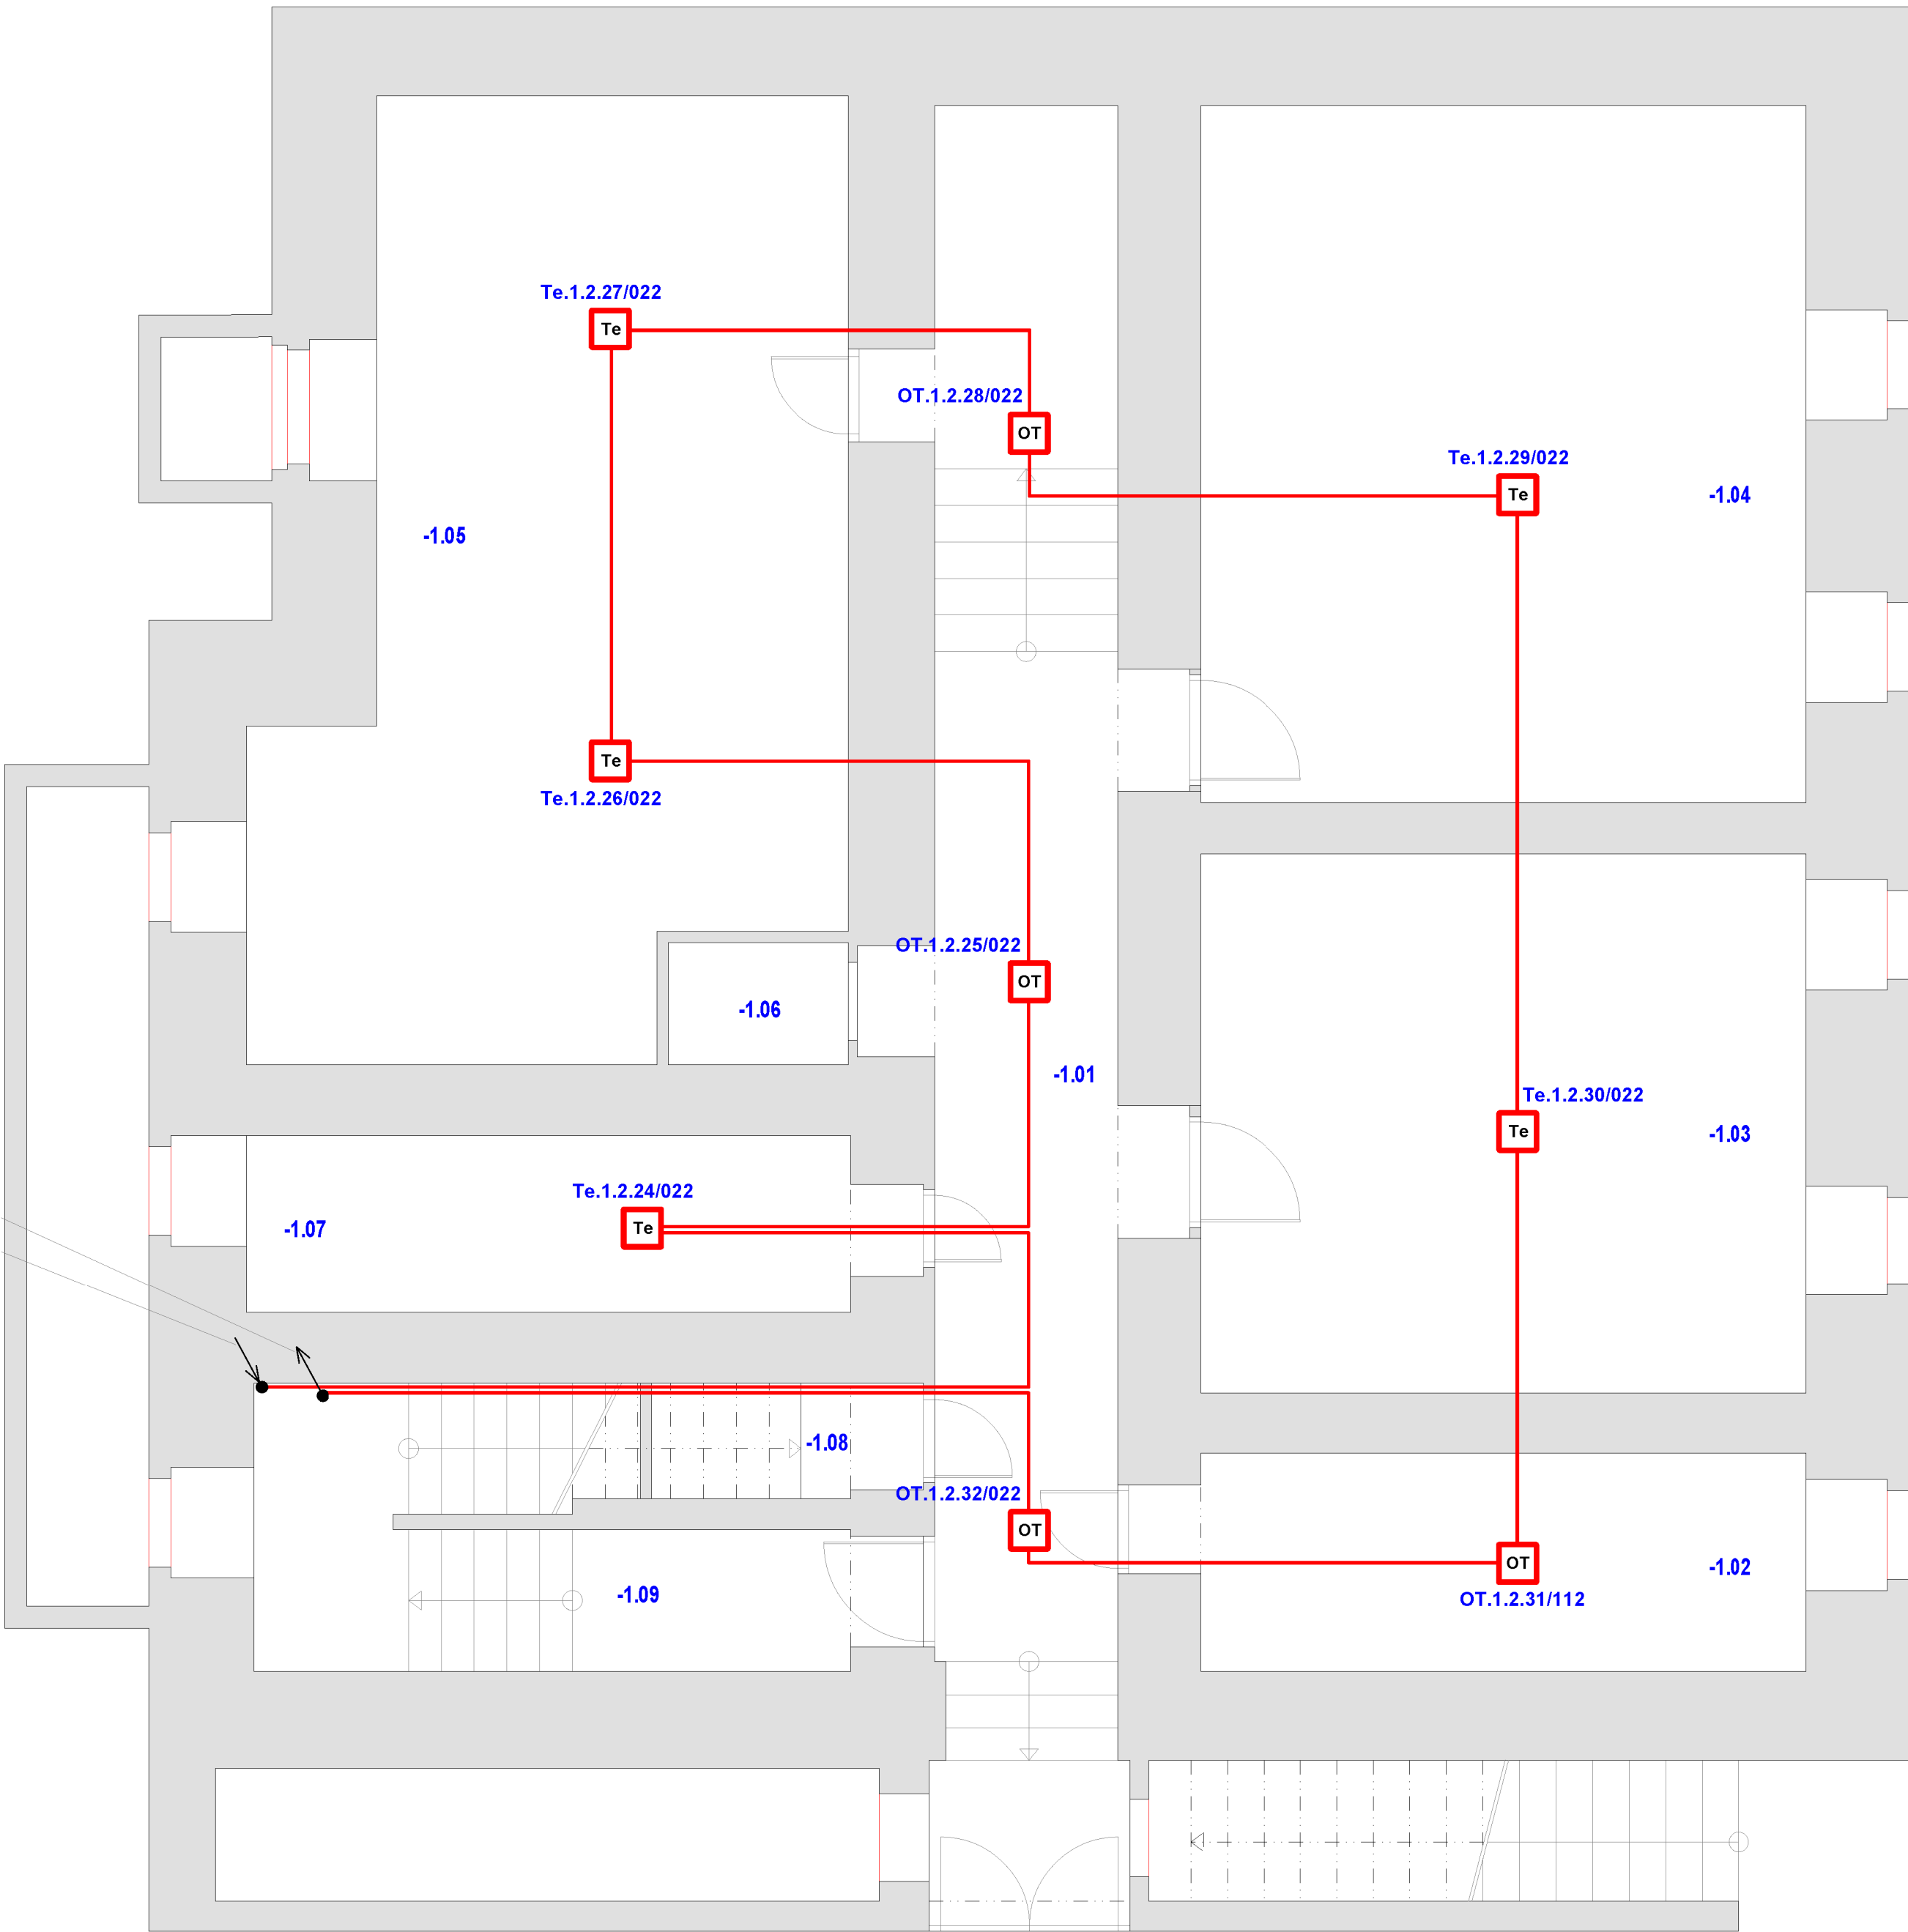 Te.1.2.27/022
Te
OT.1.2.28/022
OT
Te.1.2.29/022
Te
-1.04
-1.05
Te
Te.1.2.26/022
OT.1.2.25/022
OT
-1.06
-1.01
Te.1.2.30/022
Te
-1.03
Te.1.2.24/022
Te
-1.07
-1.08
OT.1.2.32/022
OT
OT
-1.02
OT.1.2.31/112
-1.09